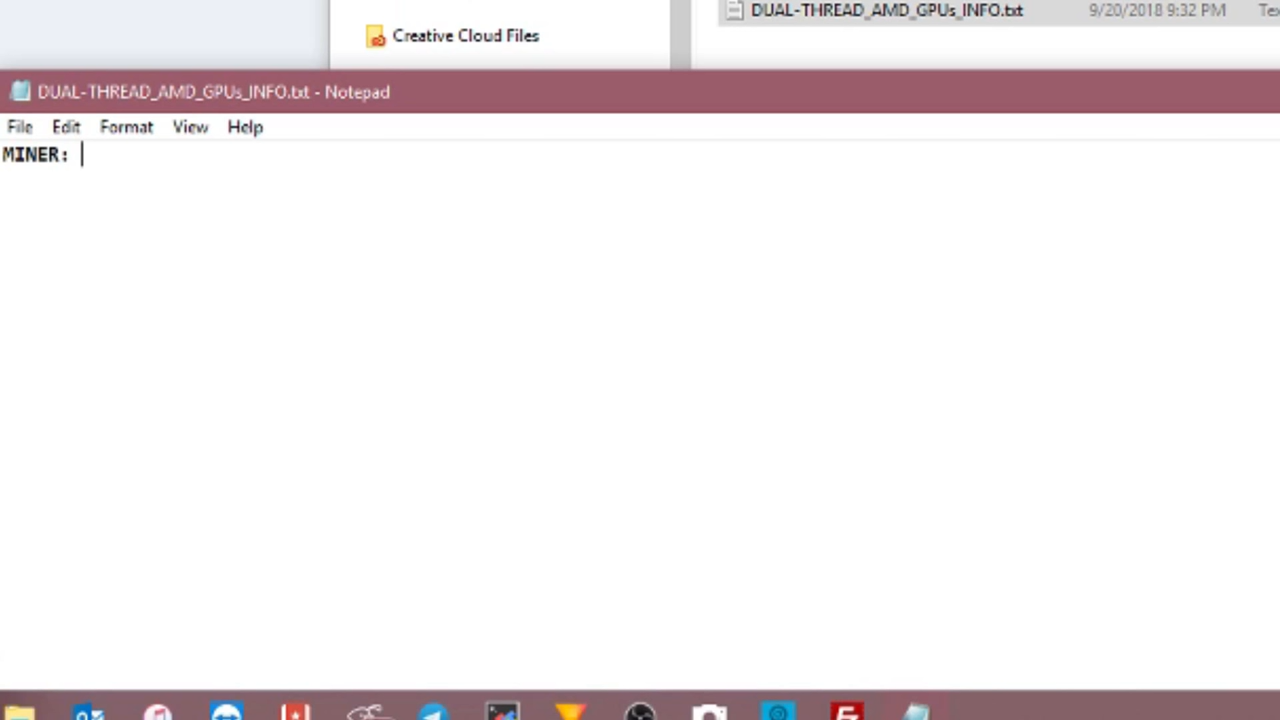 DUAL-THREAD_AMD_GPUs_INFO.txt 9/20/2018 9:32 PM
Creative Cloud Files
DUAL-THREAD_AMD_GPUs_INFO.txt - Notepad
File Edit Format View Help
MINER: